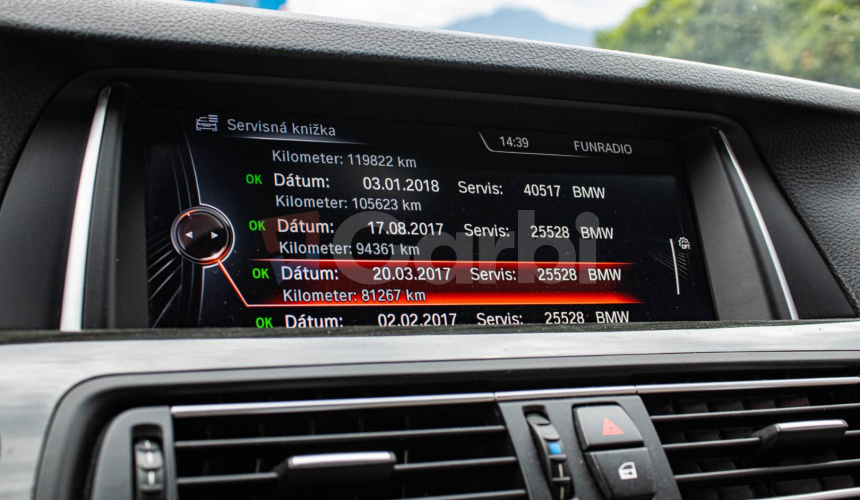 Servisná knižka
14:39
FUNRADIO
Kilometer: 119822 km
OK Dátum: 03.01.2018 Servis: 40517 BMW
Kilometer: 105623 km
OK Dátum: 17.08.2017 Servis: 25528 BMW
Kilometer: 94361 km
OK Dátum: 20.03.2017 Servis: 25528 BMW
Kilometer: 81267 km
OK Dátum: 02.02.2017 Servis: 25528 BMW
Carbi